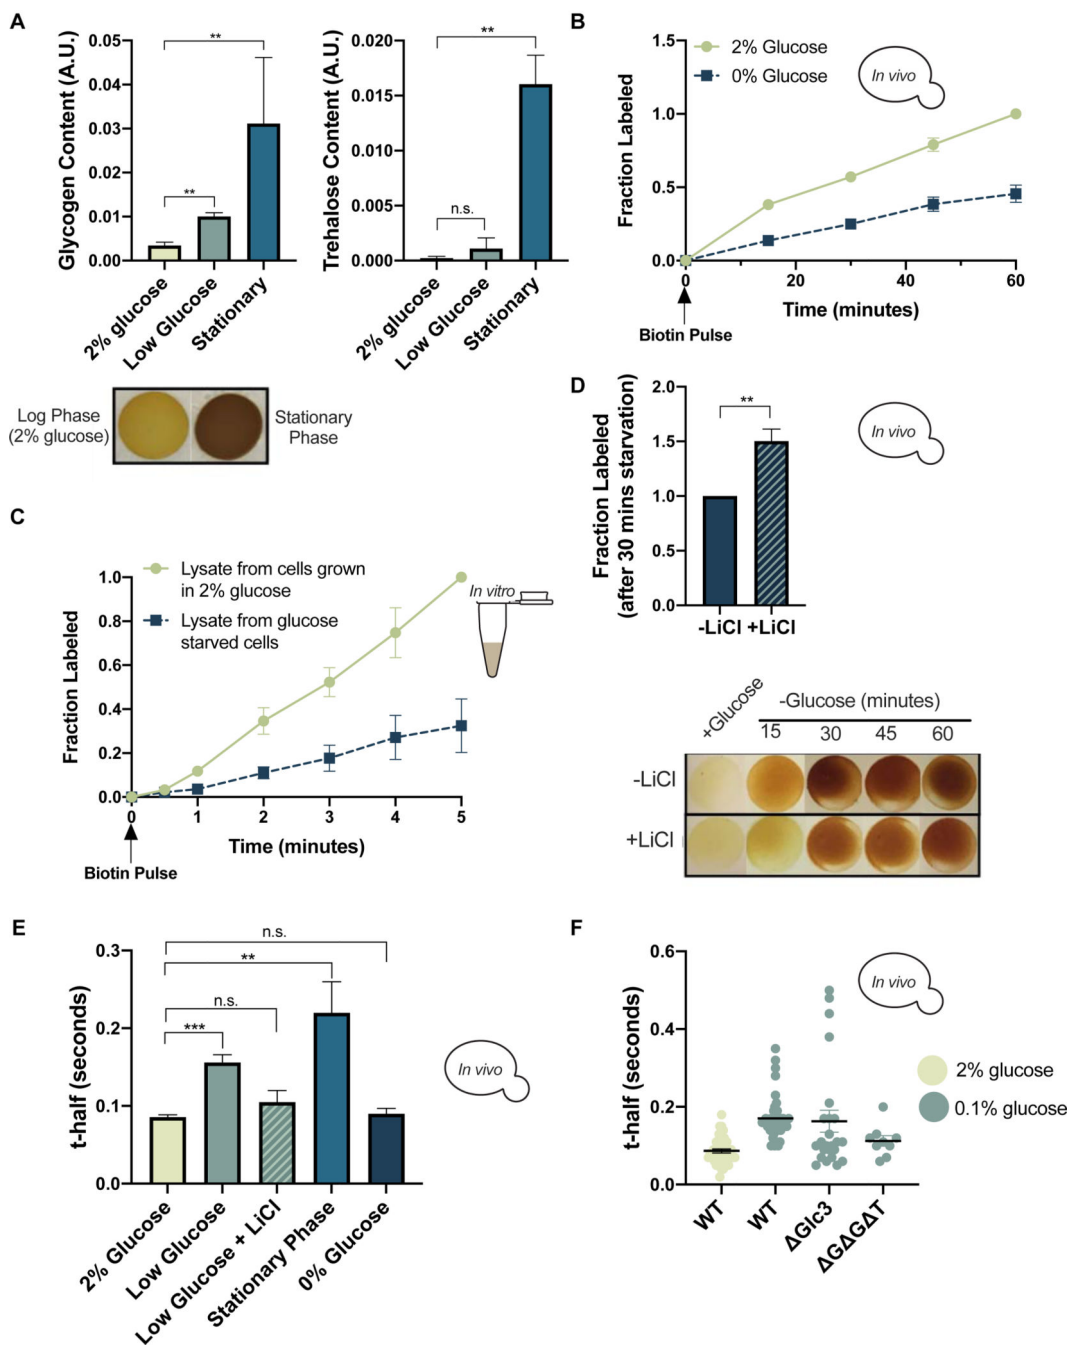 A
Glycogen Content (A.U.)
0.05
0.04
0.03
0.02
0.01
0.00
**
**
2% glucose
Low Glucose
Stationary
Trehalose Content (A.U.)
0.020
0.015
0.010
0.005
0.000
**
n.s.
2% glucose
Low Glucose
Stationary
Log Phase
(2% glucose)
Stationary
Phase
B
Fraction Labeled
1.5
1.0
0.5
0.0
2% Glucose
0% Glucose
In vivo
0
20
40
60
Time (minutes)
Biotin Pulse
C
Fraction Labeled
1.0
0.8
0.6
0.4
0.2
0.0
Lysate from cells grown
in 2% glucose
Lysate from glucose
starved cells
In vitro
0
1
2
3
4
5
Time (minutes)
Biotin Pulse
D
Fraction Labeled
(after 30 mins starvation)
2.0
1.5
1.0
0.5
0.0
**
In vivo
-LiCl +LiCl
+Glucose
-Glucose (minutes)
15 30 45 60
-LiCl
+LiCl
E
t-half (seconds)
0.3
0.2
0.1
0.0
n.s.
**
n.s.
***
In vivo
2% Glucose
Low Glucose
Low Glucose + LiCl
Stationary Phase
0% Glucose
F
t-half (seconds)
0.6
0.4
0.2
0.0
In vivo
2% glucose
0.1% glucose
WT
WT
ΔGlc3
ΔGΔGΔT